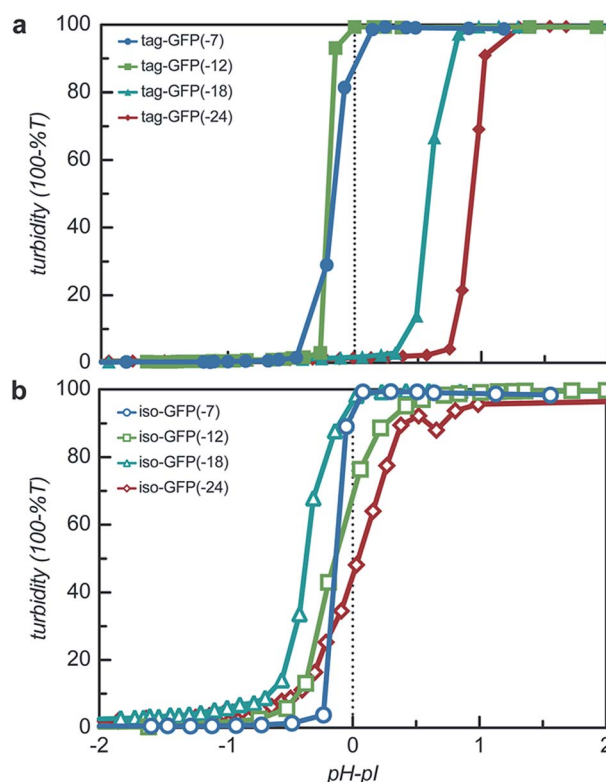 a
100
80
60
40
20
0
turbidity (100-%T)
tag-GFP(-7)
tag-GFP(-12)
tag-GFP(-18)
tag-GFP(-24)
b
100
80
60
40
20
0
turbidity (100-%T)
iso-GFP(-7)
iso-GFP(-12)
iso-GFP(-18)
iso-GFP(-24)
-2 -1 0 1 2
pH-pI